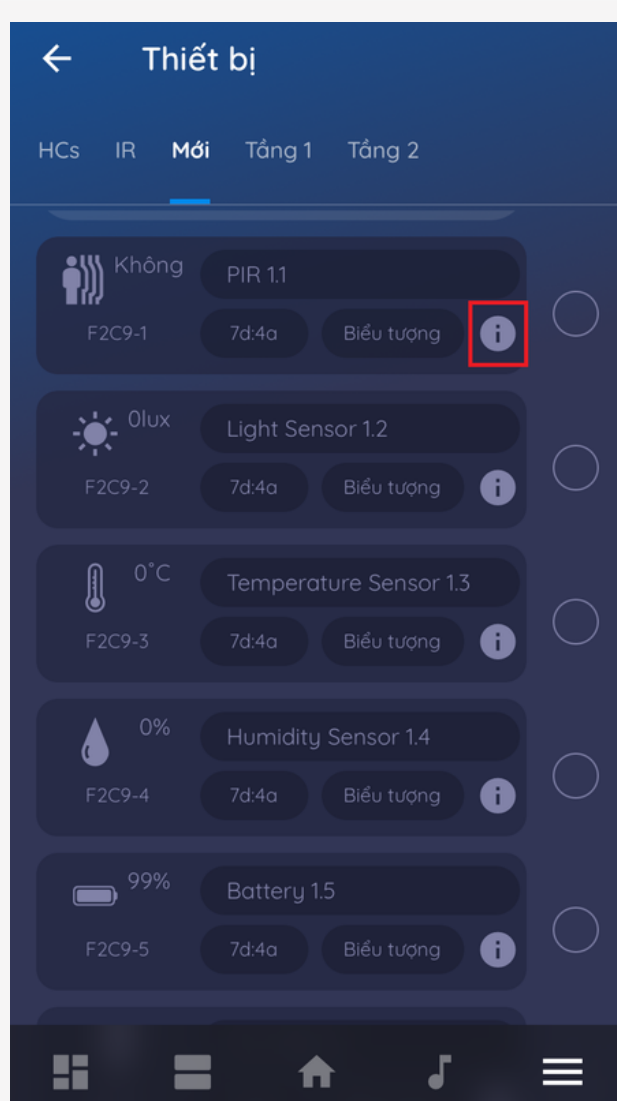 Thiết bị
HCs IR Mới Tầng 1 Tầng 2
Không
PIR 1.1
F2C9-1
7d:4a
Biểu tượng
0lux
Light Sensor 1.2
F2C9-2
7d:4a
Biểu tượng
0°C
Temperature Sensor 1.3
F2C9-3
7d:4a
Biểu tượng
0%
Humidity Sensor 1.4
F2C9-4
7d:4a
Biểu tượng
99%
Battery 1.5
F2C9-5
7d:4a
Biểu tượng